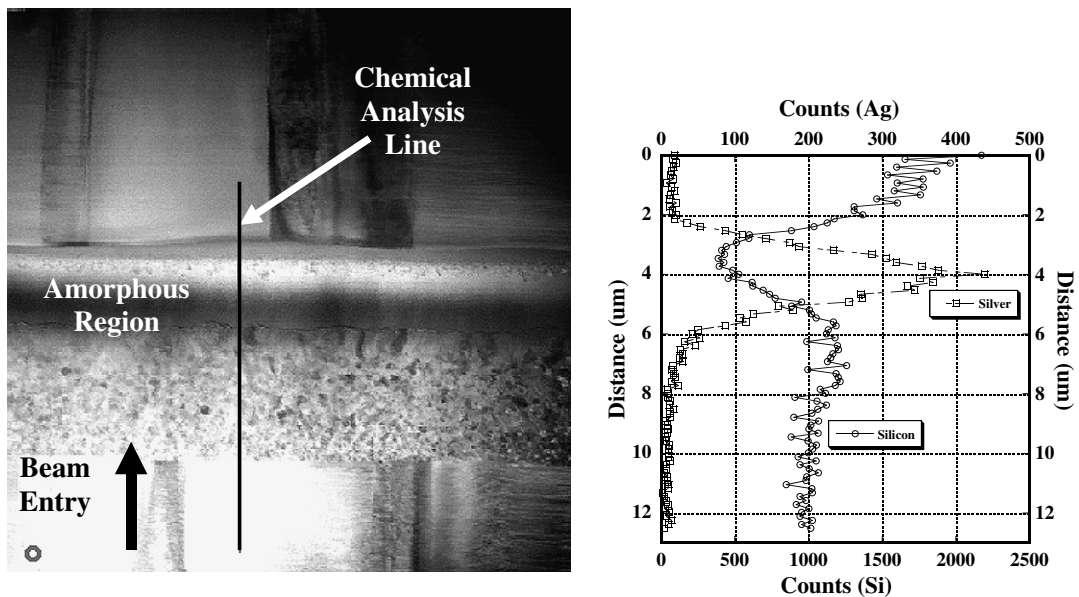 Chemical
Analysis
Line
Amorphous
Region
Beam
Entry
Counts (Ag)
0 100 200 300 400 500
0 0
2 2
4 4
Silver
6 6
8 8
Silicon
10 10
12 12
Distance (um)
Distance (um)
0 500 1000 1500 2000 2500
Counts (Si)